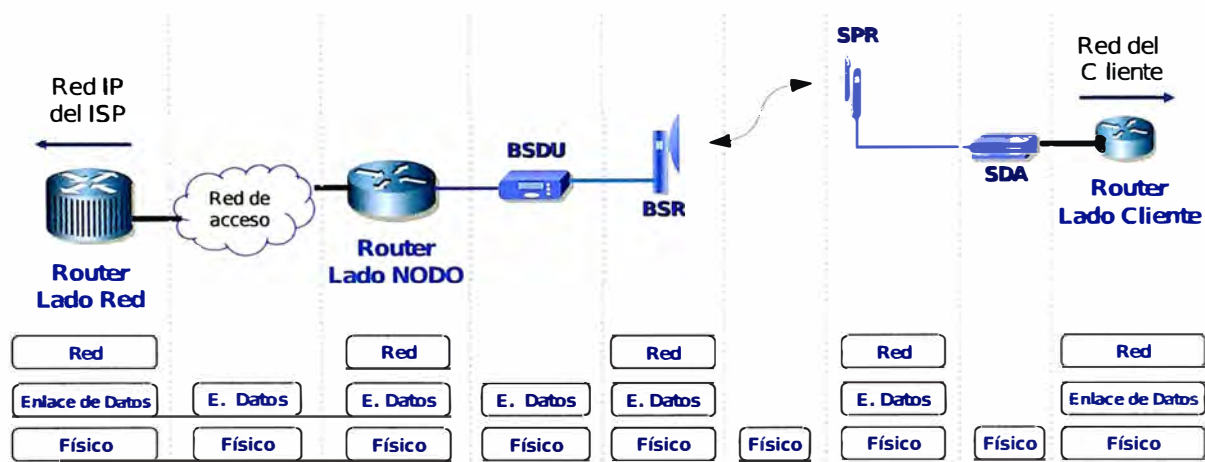 Red IP
del ISP
Router
Lado Red
Red de
acceso
Router
Lado NODO
BSDU
BSR
SPR
SDA
Red del
C liente
Router
Lado Cliente
Red
Red
Red
Red
Red
Enlace de Datos
E. Datos
E. Datos
E. Datos
E. Datos
E. Datos
Enlace de Datos
Físico
Físico
Físico
Físico
Físico
Físico
Físico
Físico
Físico